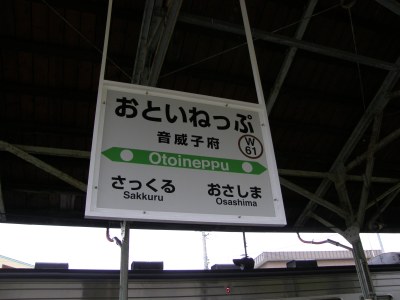 おといねっぷ
音威子府
W
61
Otoineppu
さっくる おさしま
Sakkuru Osashima